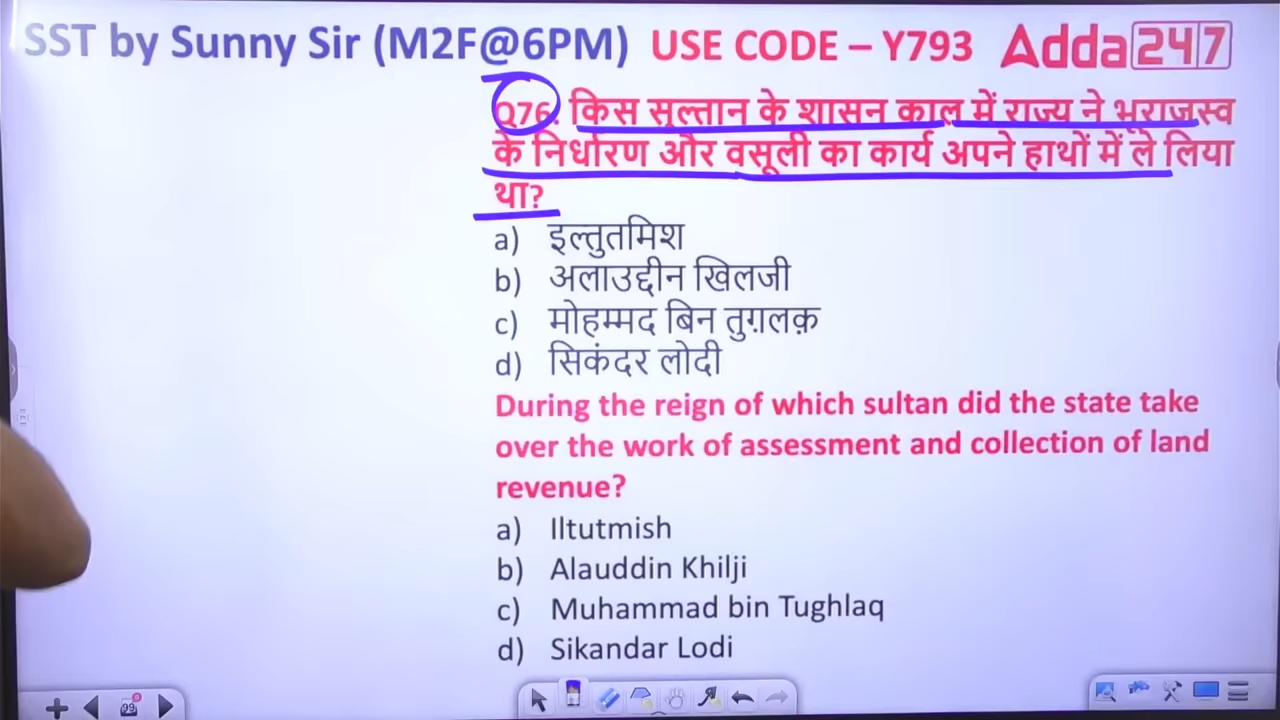 SST by Sunny Sir (M2F@6PM) USE CODE – Y793 Adda247
Q76. किस सुल्तान के शासन काल में राज्य ने भूराजस्व
के निर्धारण और वसूली का कार्य अपने हाथों में ले लिया
था?
a) इल्तुतमिश
b) अलाउद्दीन खिलजी
c) मोहम्मद बिन तुग़लक़
d) सिकंदर लोदी
During the reign of which sultan did the state take
over the work of assessment and collection of land
revenue?
a) Iltutmish
b) Alauddin Khilji
c) Muhammad bin Tughlaq
d) Sikandar Lodi
99